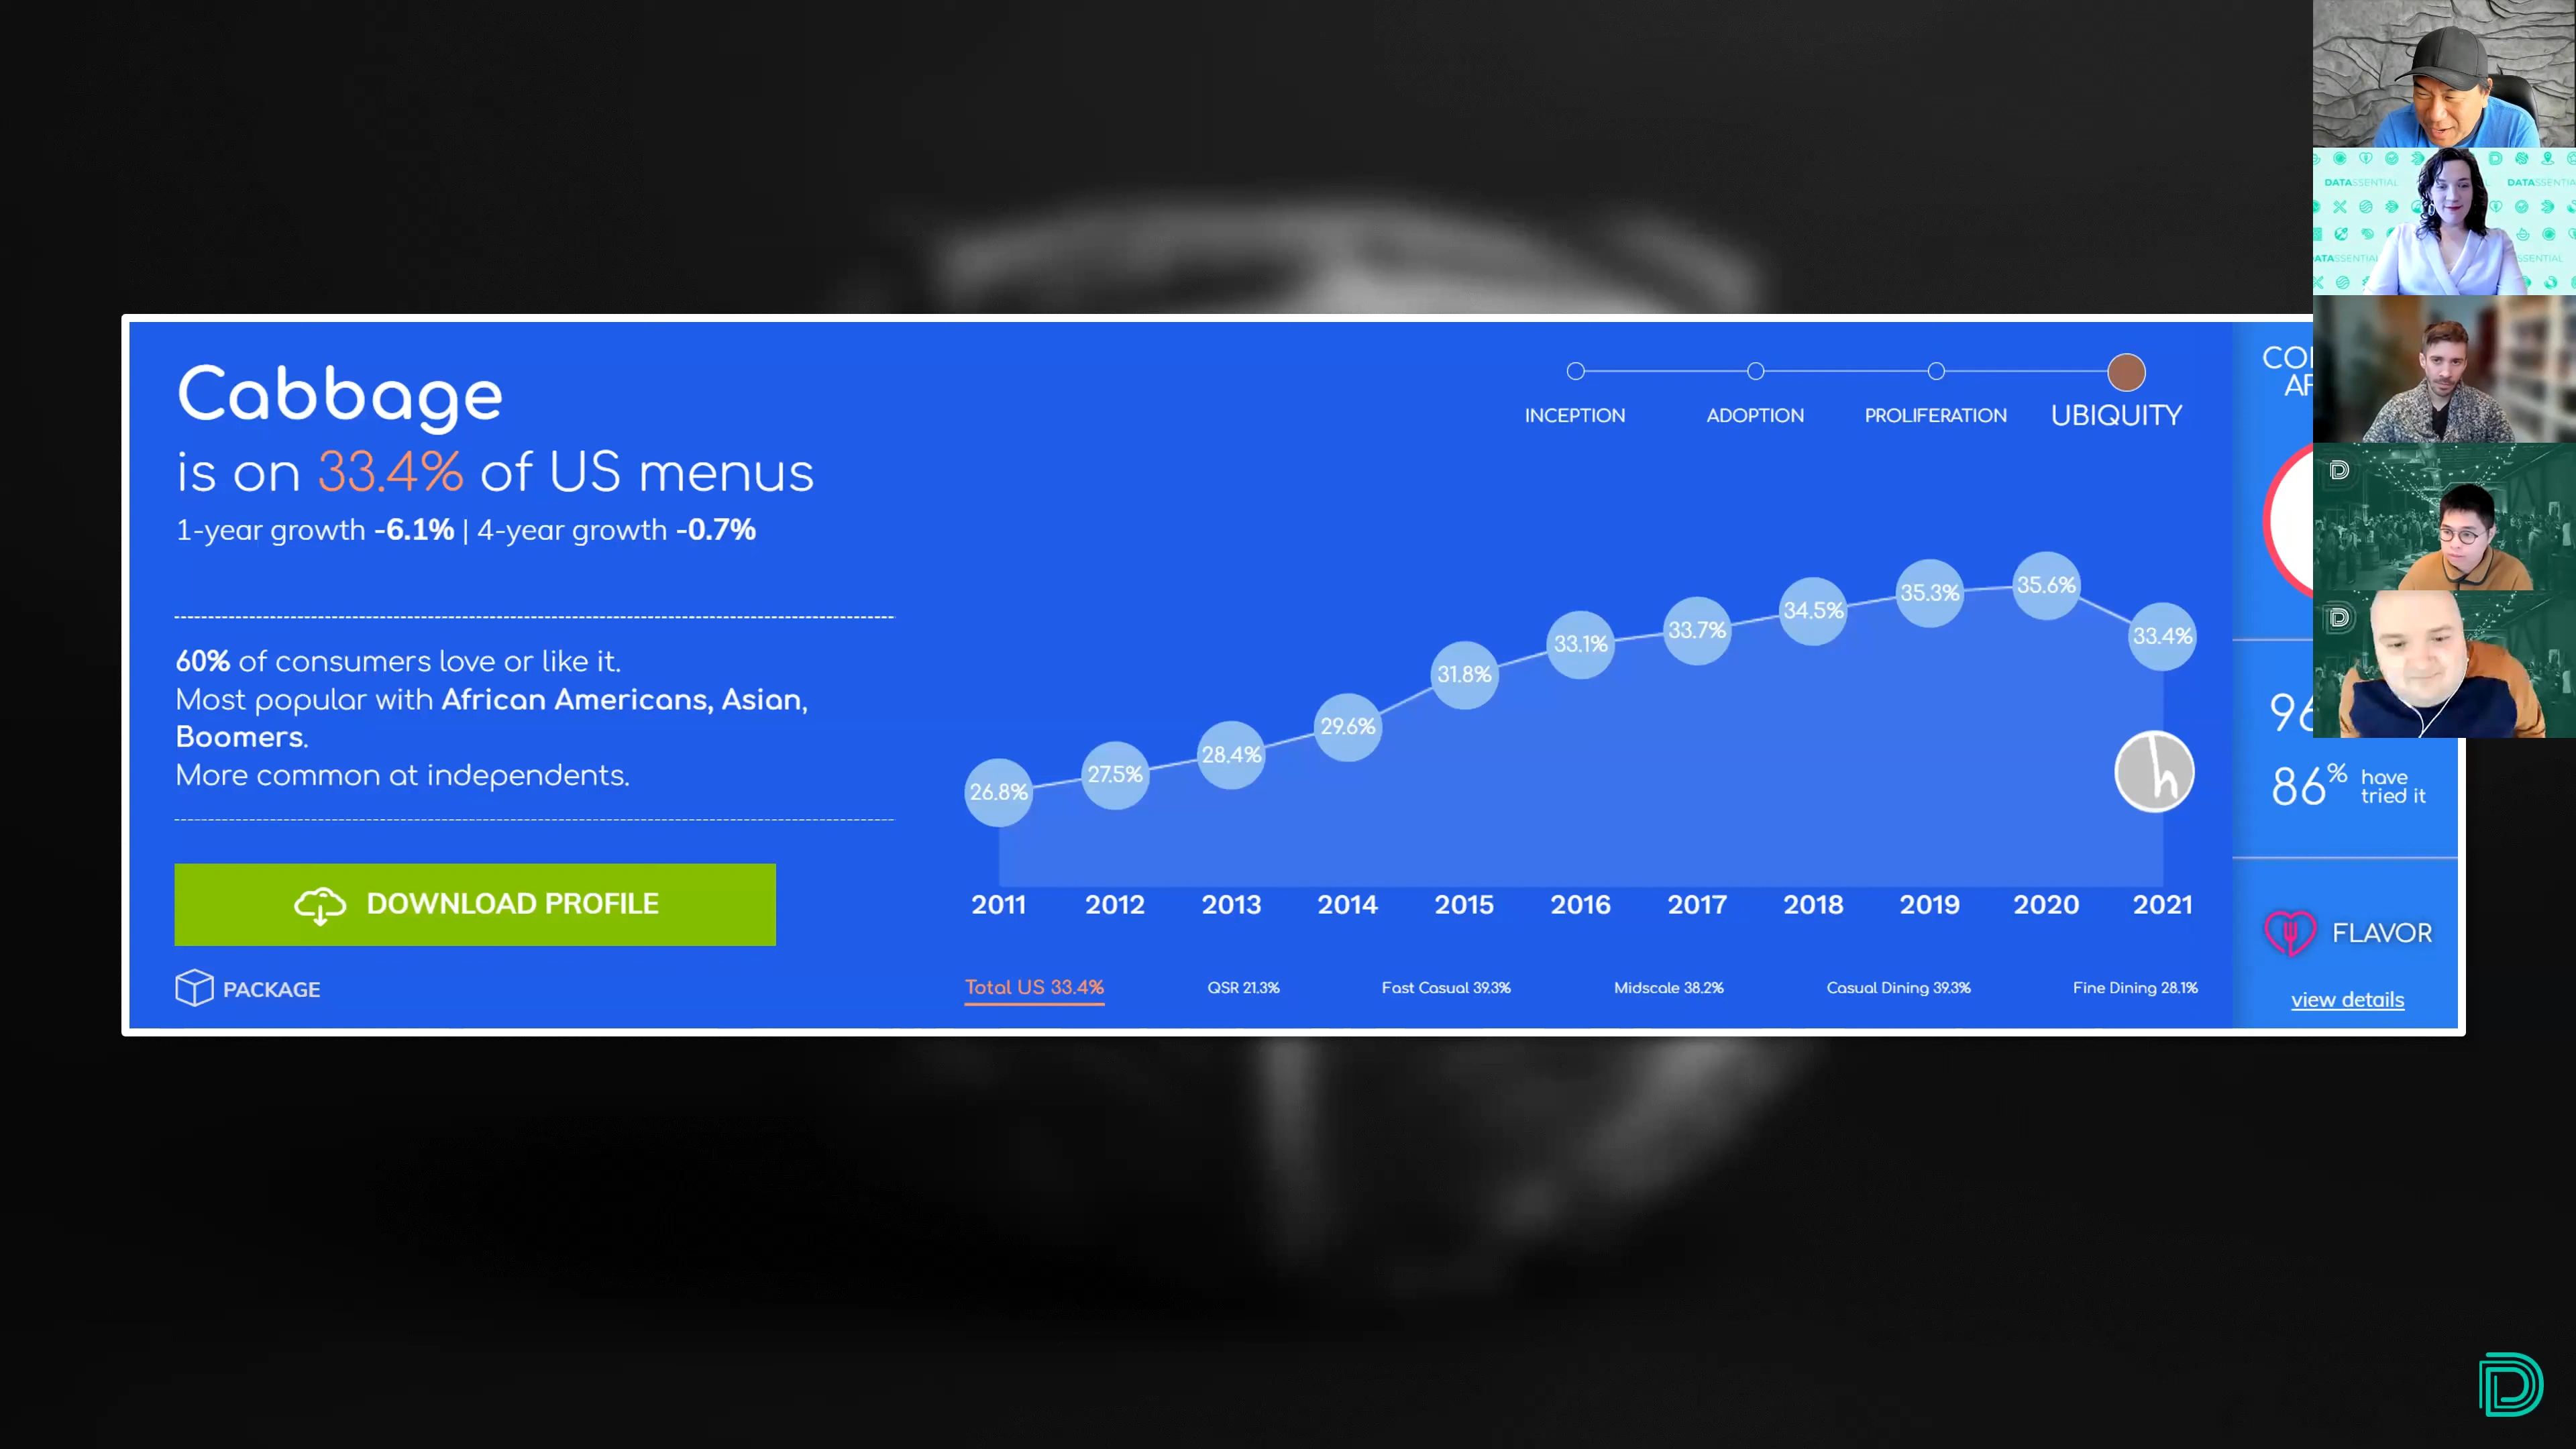 Cabbage
is on 33.4% of US menus
1-year growth -6.1% | 4-year growth -0.7%
60% of consumers love or like it.
Most popular with African Americans, Asian,
Boomers.
More common at independents.
DOWNLOAD PROFILE
PACKAGE
INCEPTION ADOPTION PROLIFERATION UBIQUITY
26.8% 27.5% 28.4% 29.6% 31.8% 33.1% 33.7% 34.5% 35.3% 35.6% 33.4%
h
2011 2012 2013 2014 2015 2016 2017 2018 2019 2020 2021
Total US 33.4% QSR 21.3% Fast Casual 39.3% Midscale 38.2% Casual Dining 39.3% Fine Dining 28.1%
96
86% have
tried it
FLAVOR
view details
DATASSENTIAL DATASSENTIA
ATASSENTIAL SSENTIAL
D
D
D